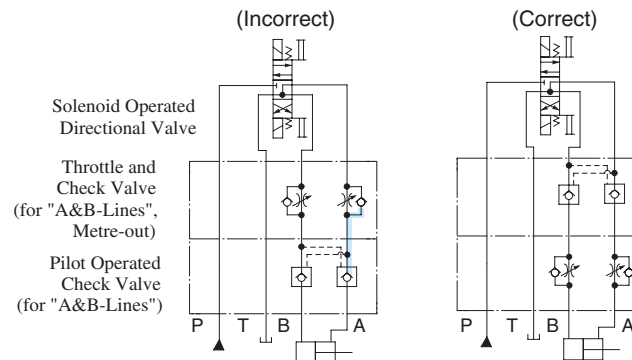 (Incorrect)
(Correct)
Solenoid Operated
Directional Valve
Throttle and
Check Valve
(for "A&B-Lines",
Metre-out)
Pilot Operated
Check Valve
(for "A&B-Lines")
P T B A
P T B A